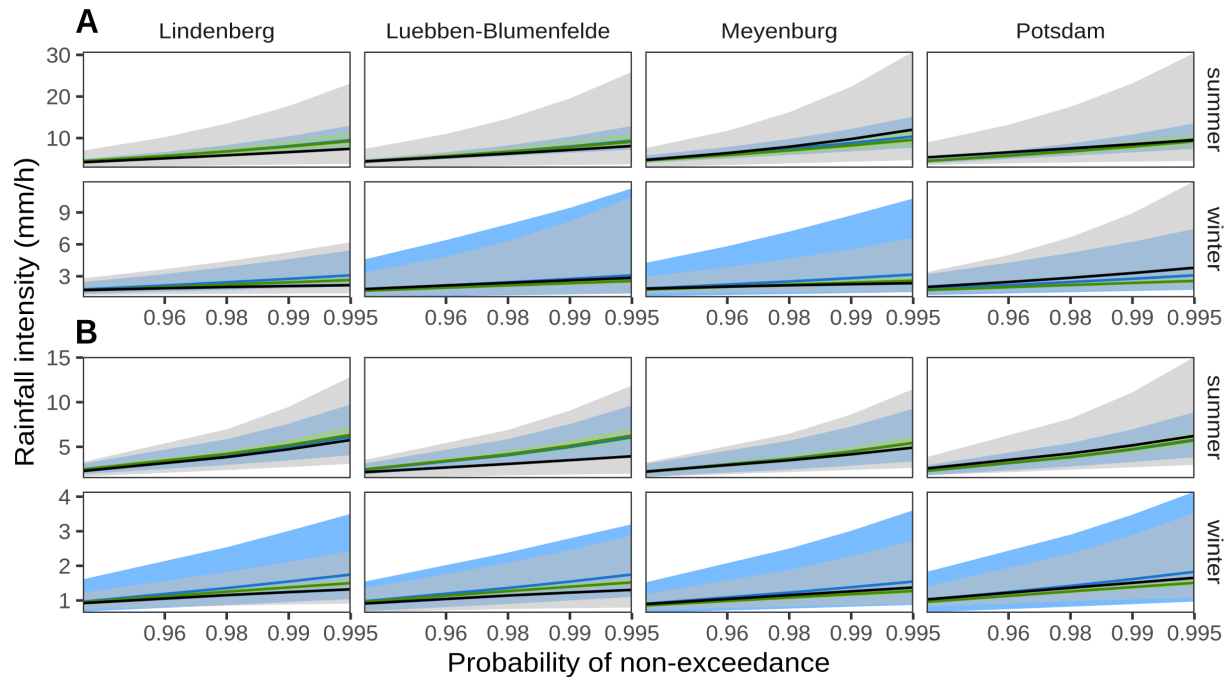 A
Lindenberg Luebben-Blumenfelde Meyenburg Potsdam
30
10
summer
9
6
3
winter
0.96 0.98 0.99 0.995 0.96 0.98 0.99 0.995 0.96 0.98 0.99 0.995 0.96 0.98 0.99 0.995
B
15
10
5
summer
4
3
2
1
winter
0.96 0.98 0.99 0.995 0.96 0.98 0.99 0.995 0.96 0.98 0.99 0.995 0.96 0.98 0.99 0.995
Rainfall intensity (mm/h)
Probability of non-exceedance